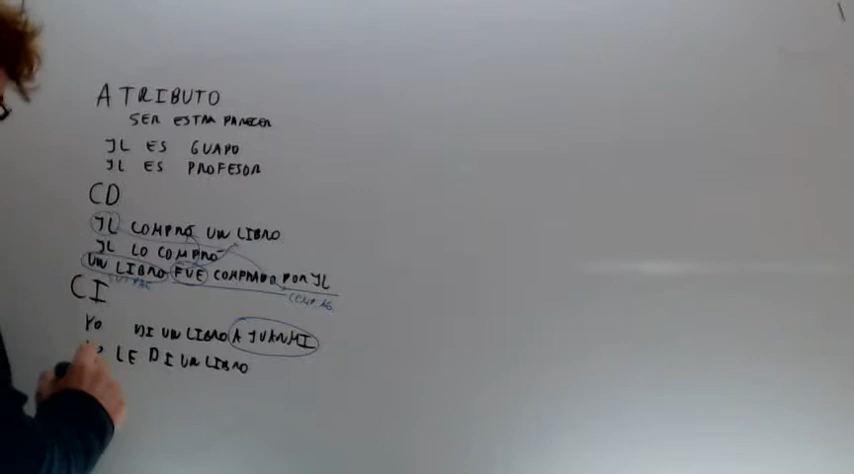 ATRIBUTO
SER ESTAR PARECER
JL ES GUAPO
JL ES PROFESOR
CD
JL COMPRÓ UN LIBRO
JL LO COMPRÓ
UN LIBRO FUE COMPRADO POR JL
CI
YO DI UN LIBRO A JUANMI
LE DI UN LIBRO